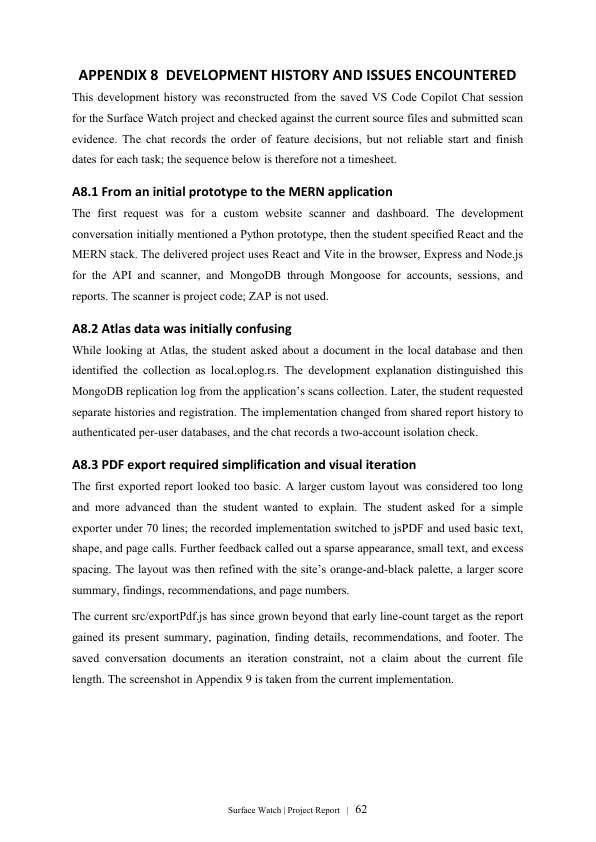 APPENDIX 8 DEVELOPMENT HISTORY AND ISSUES ENCOUNTERED
This development history was reconstructed from the saved VS Code Copilot Chat session
for the Surface Watch project and checked against the current source files and submitted scan
evidence. The chat records the order of feature decisions, but not reliable start and finish
dates for each task; the sequence below is therefore not a timesheet.
A8.1 From an initial prototype to the MERN application
The first request was for a custom website scanner and dashboard. The development
conversation initially mentioned a Python prototype, then the student specified React and the
MERN stack. The delivered project uses React and Vite in the browser, Express and Node.js
for the API and scanner, and MongoDB through Mongoose for accounts, sessions, and
reports. The scanner is project code; ZAP is not used.
A8.2 Atlas data was initially confusing
While looking at Atlas, the student asked about a document in the local database and then
identified the collection as local.oplog.rs. The development explanation distinguished this
MongoDB replication log from the application’s scans collection. Later, the student requested
separate histories and registration. The implementation changed from shared report history to
authenticated per-user databases, and the chat records a two-account isolation check.
A8.3 PDF export required simplification and visual iteration
The first exported report looked too basic. A larger custom layout was considered too long
and more advanced than the student wanted to explain. The student asked for a simple
exporter under 70 lines; the recorded implementation switched to jsPDF and used basic text,
shape, and page calls. Further feedback called out a sparse appearance, small text, and excess
spacing. The layout was then refined with the site’s orange-and-black palette, a larger score
summary, findings, recommendations, and page numbers.
The current src/exportPdf.js has since grown beyond that early line-count target as the report
gained its present summary, pagination, finding details, recommendations, and footer. The
saved conversation documents an iteration constraint, not a claim about the current file
length. The screenshot in Appendix 9 is taken from the current implementation.
Surface Watch | Project Report | 62